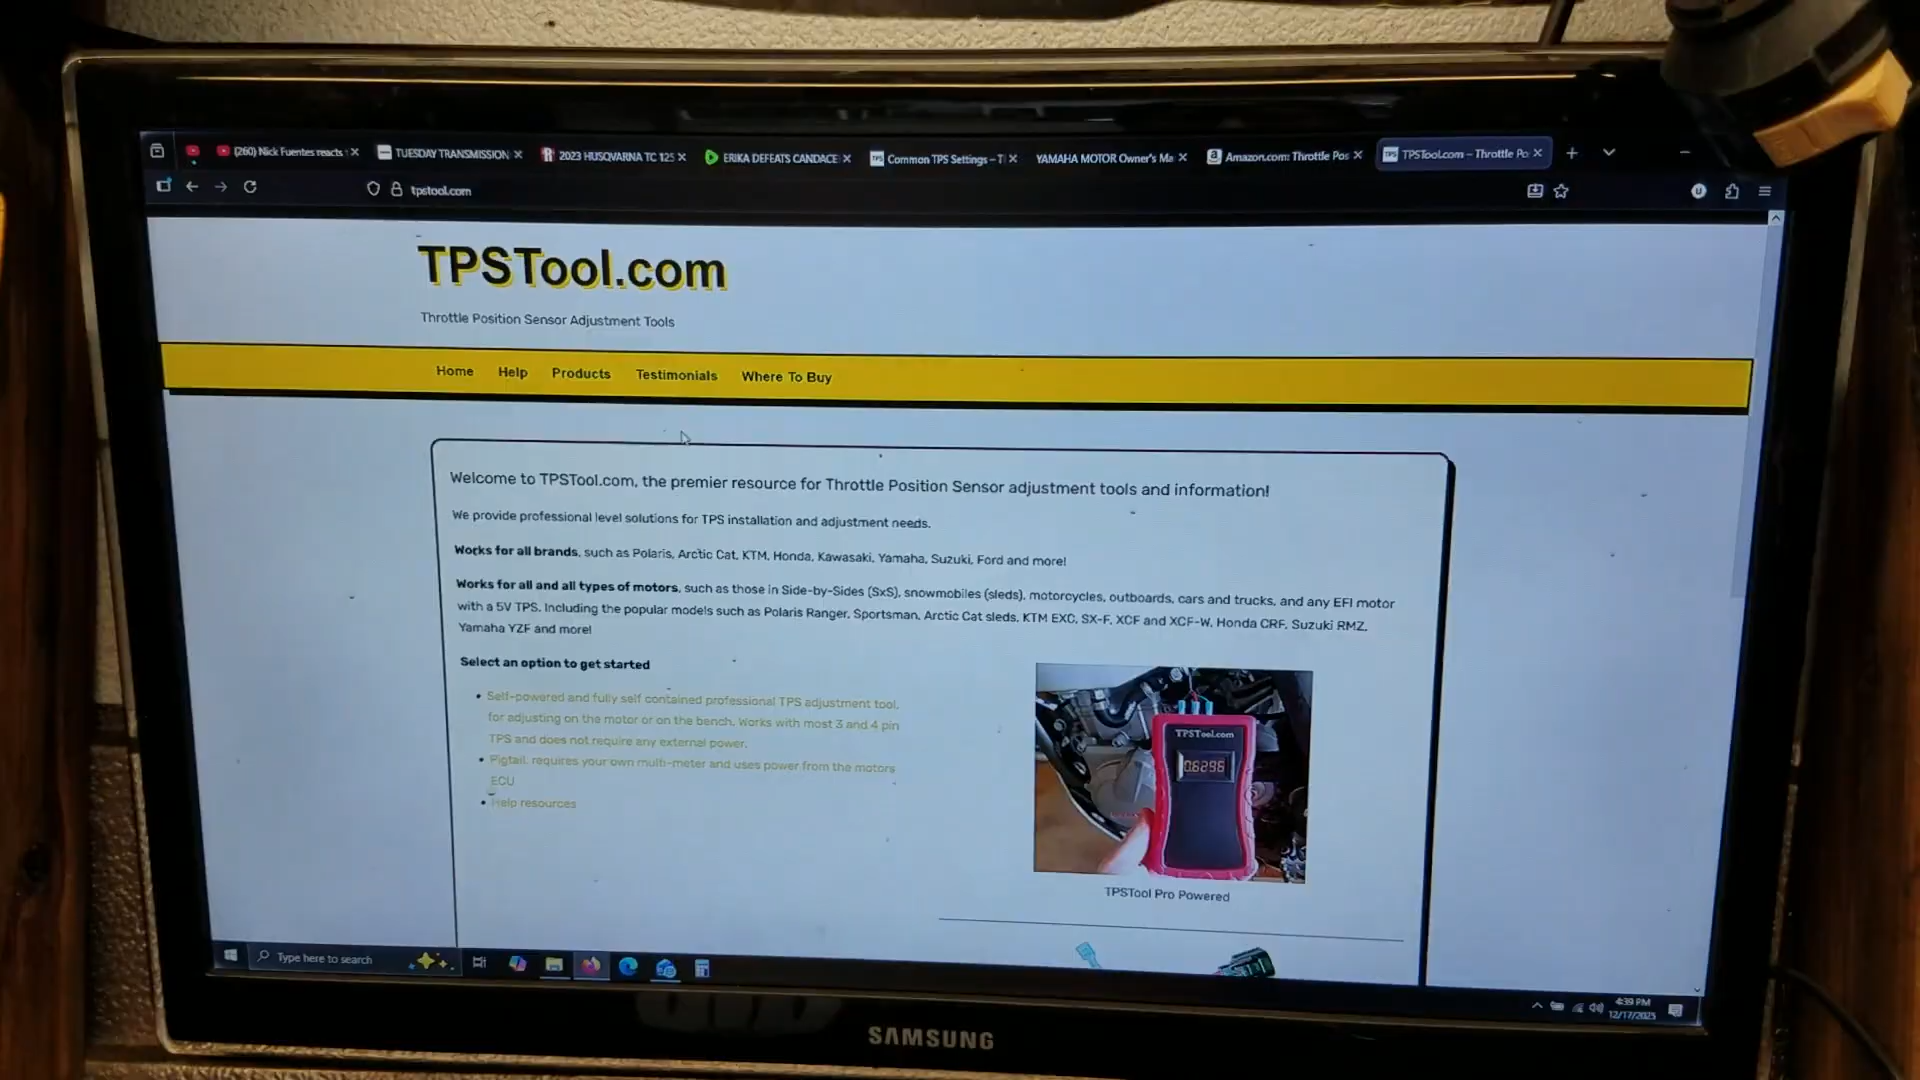 (260) Nick Fuentes reacts
TUESDAY TRANSMISSION
2023 HUSQVARNA TC 125
ERIKA DEFEATS CANDACE
Common TPS Settings – T
YAMAHA MOTOR Owner's Ma
Amazon.com: Throttle Pos
TPSTool.com – Throttle Po
tpstool.com
TPSTool.com
Throttle Position Sensor Adjustment Tools
Home Help Products Testimonials Where To Buy
Welcome to TPSTool.com, the premier resource for Throttle Position Sensor adjustment tools and information!
We provide professional level solutions for TPS installation and adjustment needs.
Works for all brands, such as Polaris, Arctic Cat, KTM, Honda, Kawasaki, Yamaha, Suzuki, Ford and more!
Works for all and all types of motors, such as those in Side-by-Sides (SxS), snowmobiles (sleds), motorcycles, outboards, cars and trucks, and any EFI motor
with a 5V TPS. Including the popular models such as Polaris Ranger, Sportsman, Arctic Cat sleds, KTM EXC, SX-F, XCF and XCF-W, Honda CRF, Suzuki RMZ,
Yamaha YZF and more!
Select an option to get started
Self-powered and fully self contained professional TPS adjustment tool,
for adjusting on the motor or on the bench. Works with most 3 and 4 pin
TPS and does not require any external power.
Pigtail, requires your own multi-meter and uses power from the motors
ECU
Help resources
TPSTool.com
0.6296
TPSTool Pro Powered
Type here to search
4:39 PM
12/17/2025
SAMSUNG